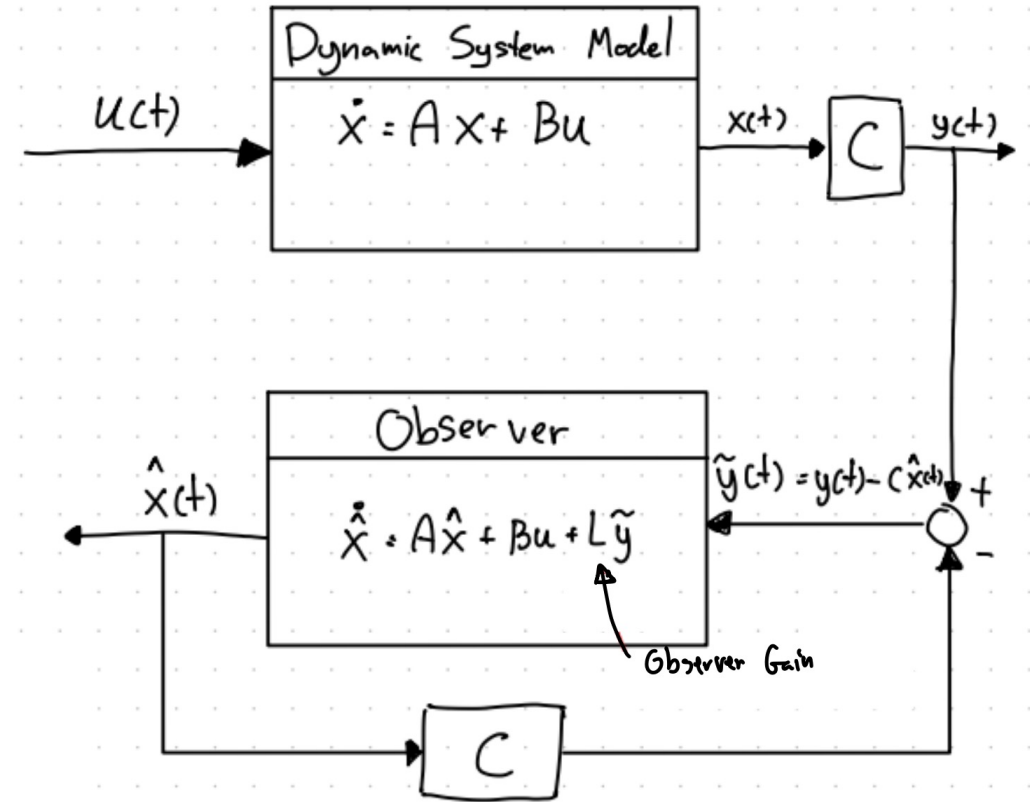 Dynamic System Model
U(t)
ẋ = Ax + Bu
x(t)
C
y(t)
Observer
x̂(t)
ỹ(t) = y(t) - Cx̂(t)
+
-
x̂̇ = Ax̂ + Bu + Lỹ
Observer Gain
C